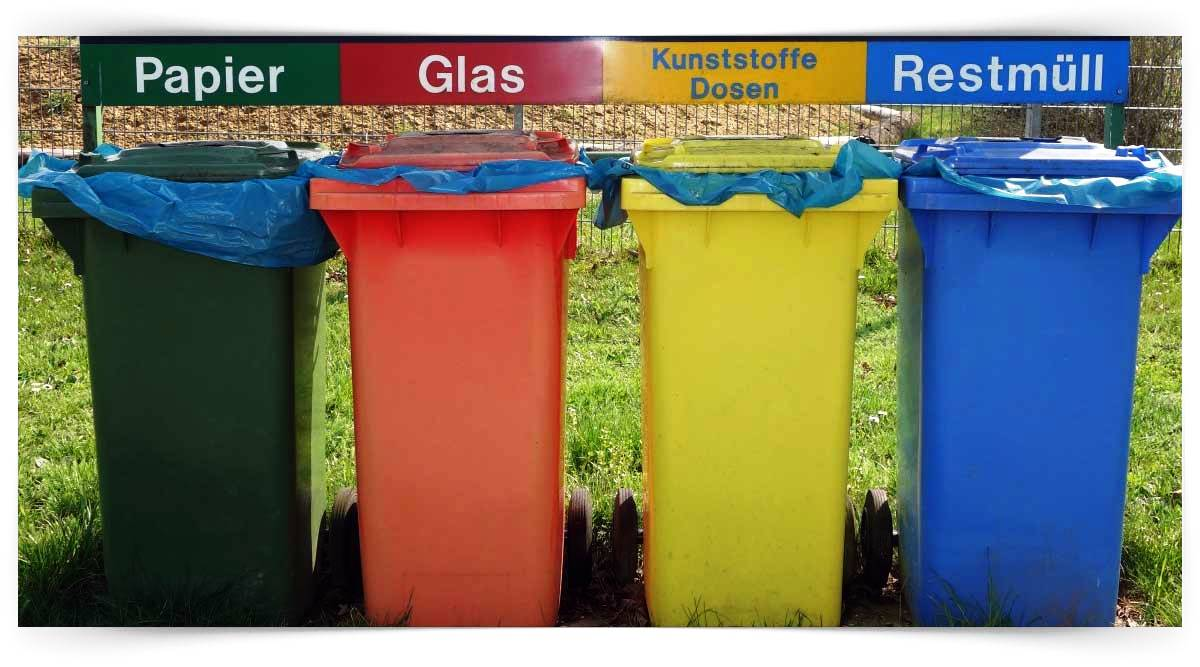 Papier
Glas
Kunststoffe
Dosen
Restmüll